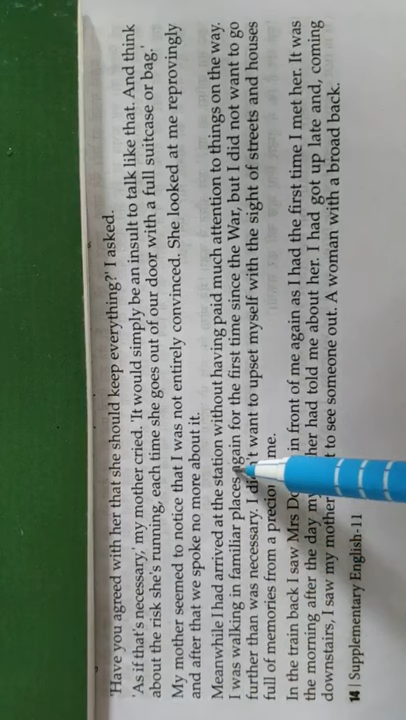 'Have you agreed with her that she should keep everything?' I asked.
'As if that's necessary,' my mother cried. 'It would simply be an insult to talk like that. And think
about the risk she's running, each time she goes out of our door with a full suitcase or bag.'
My mother seemed to notice that I was not entirely convinced. She looked at me reprovingly
and after that we spoke no more about it.
Meanwhile I had arrived at the station without having paid much attention to things on the way.
I was walking in familiar places again for the first time since the War, but I did not want to go
further than was necessary. I didn't want to upset myself with the sight of streets and houses
full of memories from a precious time.
In the train back I saw Mrs in front of me again as I had the first time I met her. It was
the morning after the day my her had told me about her. I had got up late and, coming
downstairs, I saw my mother t to see someone out. A woman with a broad back.
14 | Supplementary English-11